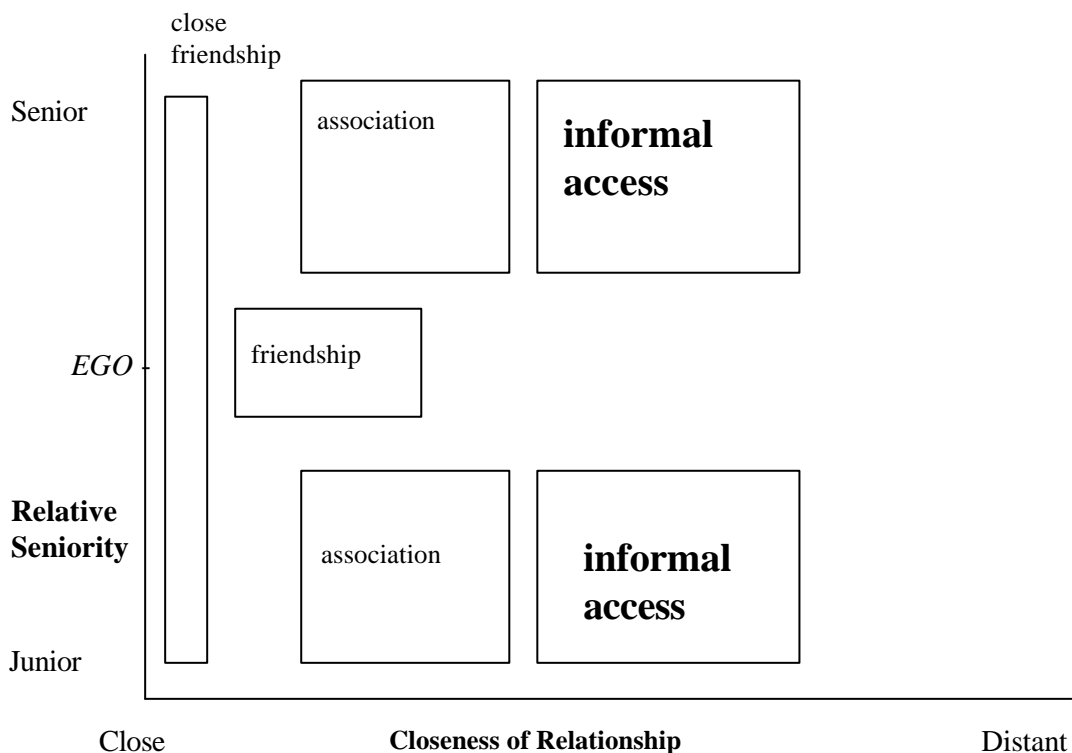 close
friendship
Senior
association
informal
access
EGO
friendship
Relative
Seniority
association
informal
access
Junior
Close
Closeness of Relationship
Distant